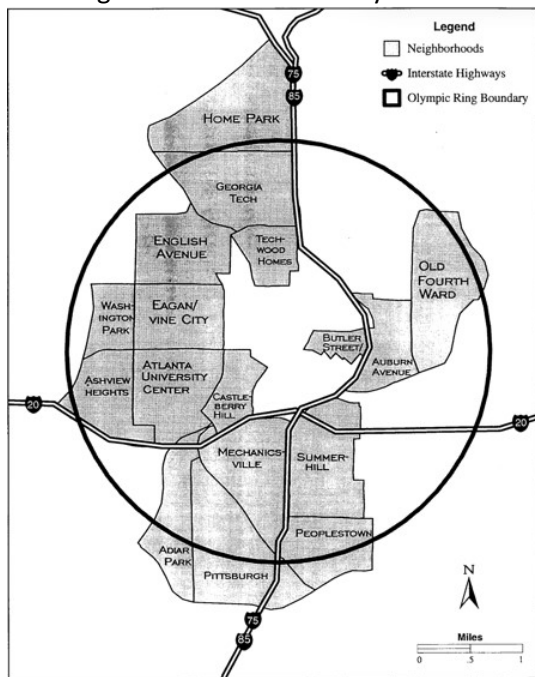 Legend
Neighborhoods
Interstate Highways
Olympic Ring Boundary
75
85
HOME PARK
GEORGIA
TECH
ENGLISH
AVENUE
TECH-
WOOD
HOMES
OLD
FOURTH
WARD
WASH-
INGTON
PARK
EAGAN/
VINE CITY
BUTLER
STREET/
AUBURN
AVENUE
ASHVIEW
HEIGHTS
ATLANTA
UNIVERSITY
CENTER
CASTLE-
BERRY
HILL
20
20
MECHANICS-
VILLE
SUMMER-
HILL
PEOPLESTOWN
ADIAR
PARK
PITTSBURGH
75
85
N
Miles
0 .5 1